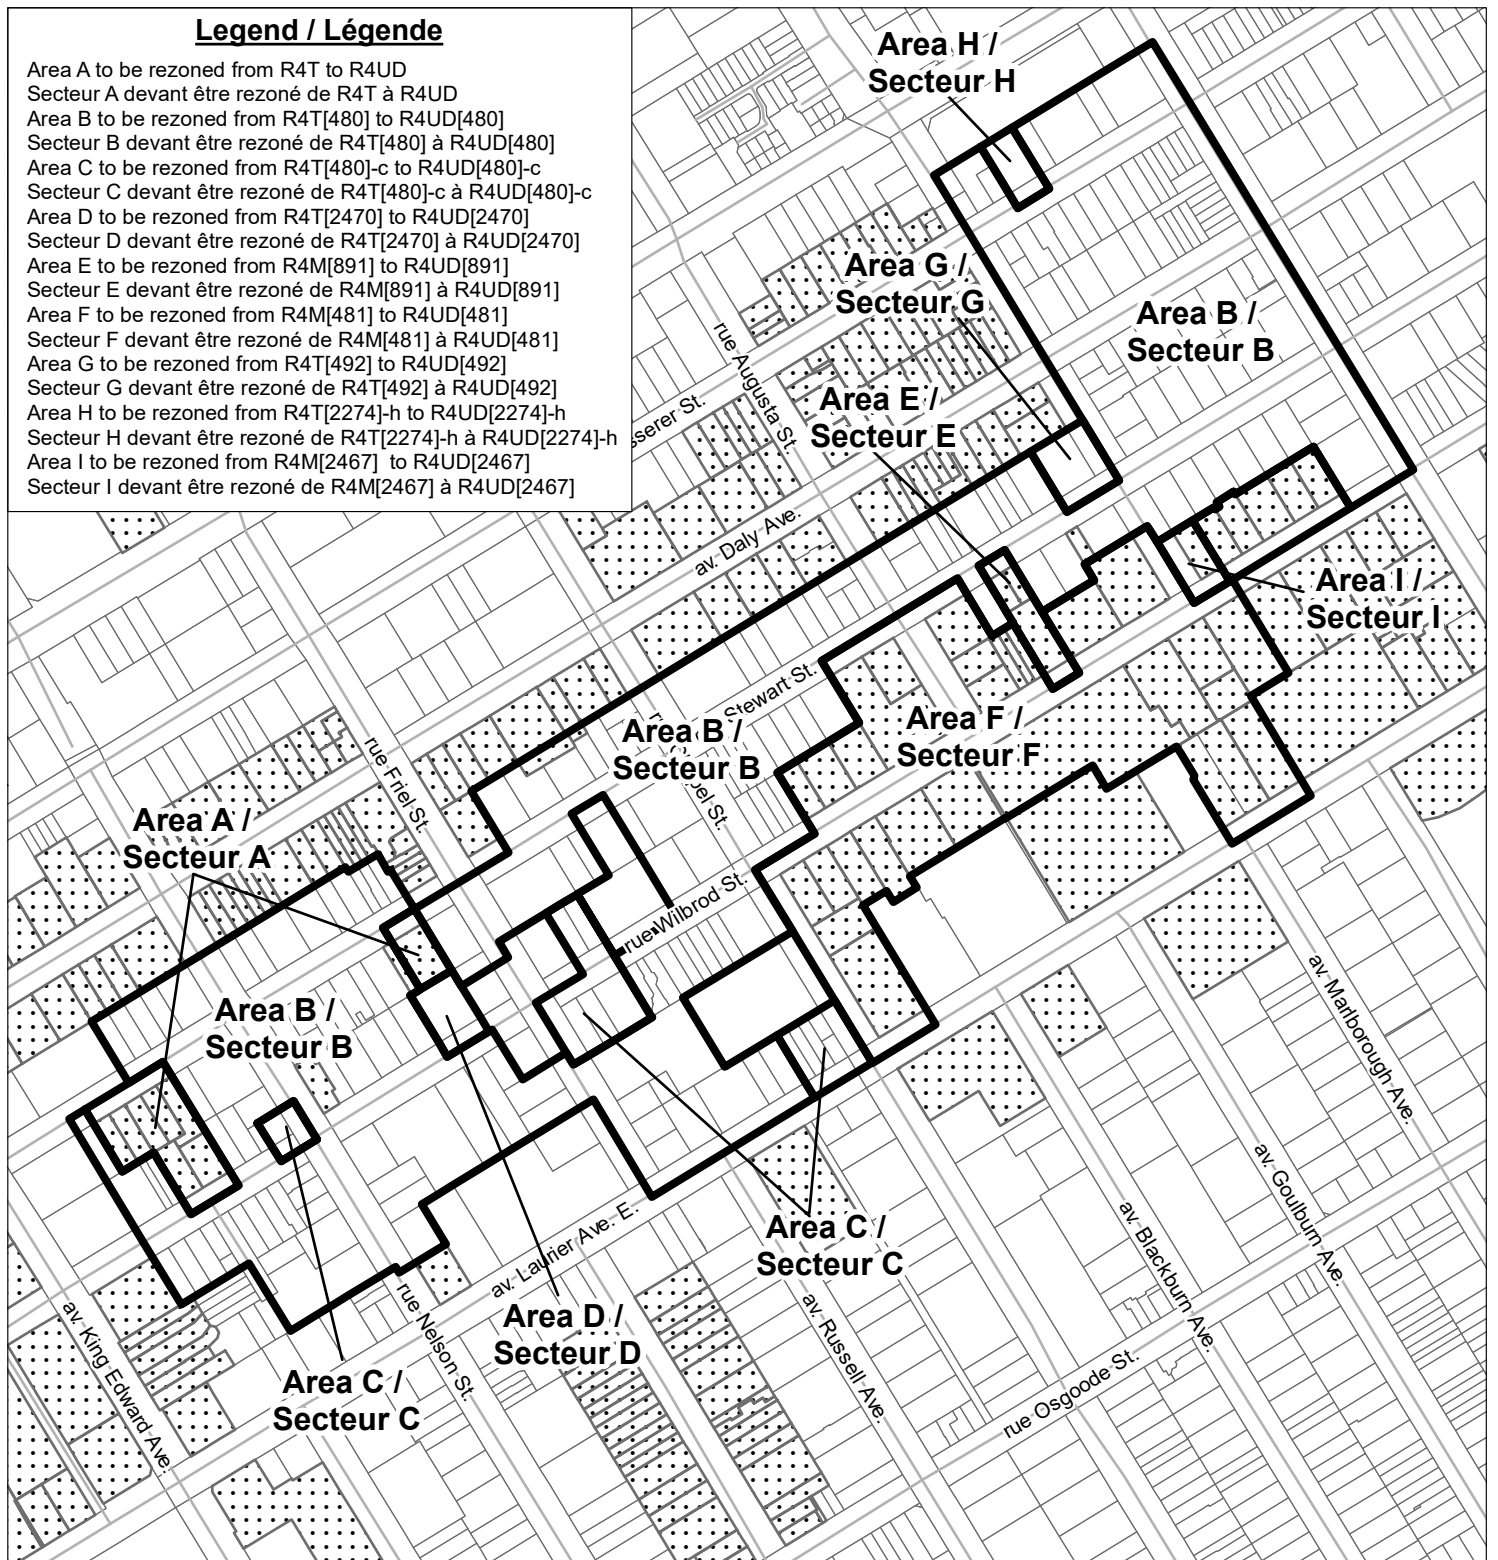 Legend / Légende
Area A to be rezoned from R4T to R4UD
Secteur A devant être rezoné de R4T à R4UD
Area B to be rezoned from R4T[480] to R4UD[480]
Secteur B devant être rezoné de R4T[480] à R4UD[480]
Area C to be rezoned from R4T[480]-c to R4UD[480]-c
Secteur C devant être rezoné de R4T[480]-c à R4UD[480]-c
Area D to be rezoned from R4T[2470] to R4UD[2470]
Secteur D devant être rezoné de R4T[2470] à R4UD[2470]
Area E to be rezoned from R4M[891] to R4UD[891]
Secteur E devant être rezoné de R4M[891] à R4UD[891]
Area F to be rezoned from R4M[481] to R4UD[481]
Secteur F devant être rezoné de R4M[481] à R4UD[481]
Area G to be rezoned from R4T[492] to R4UD[492]
Secteur G devant être rezoné de R4T[492] à R4UD[492]
Area H to be rezoned from R4T[2274]-h to R4UD[2274]-h
Secteur H devant être rezoné de R4T[2274]-h à R4UD[2274]-h
Area I to be rezoned from R4M[2467] to R4UD[2467]
Secteur I devant être rezoné de R4M[2467] à R4UD[2467]
Area H /
Secteur H
Area G /
Secteur G
Area B /
Secteur B
rue Augusta St.
Area E /
Secteur E
sserer St.
av. Daly Ave.
Area I /
Secteur I
Stewart St.
Area B /
Secteur B
Area F /
Secteur F
bel St.
rue Friel St.
Area A /
Secteur A
rue Wilbrod St.
Area B /
Secteur B
av. Marlborough Ave.
Area C /
Secteur C
av. Laurier Ave. E.
av. Goulburn Ave.
av. Blackburn Ave.
Area D /
Secteur D
rue Nelson St.
av. King Edward Ave.
av. Russell Ave.
Area C /
Secteur C
rue Osgoode St.